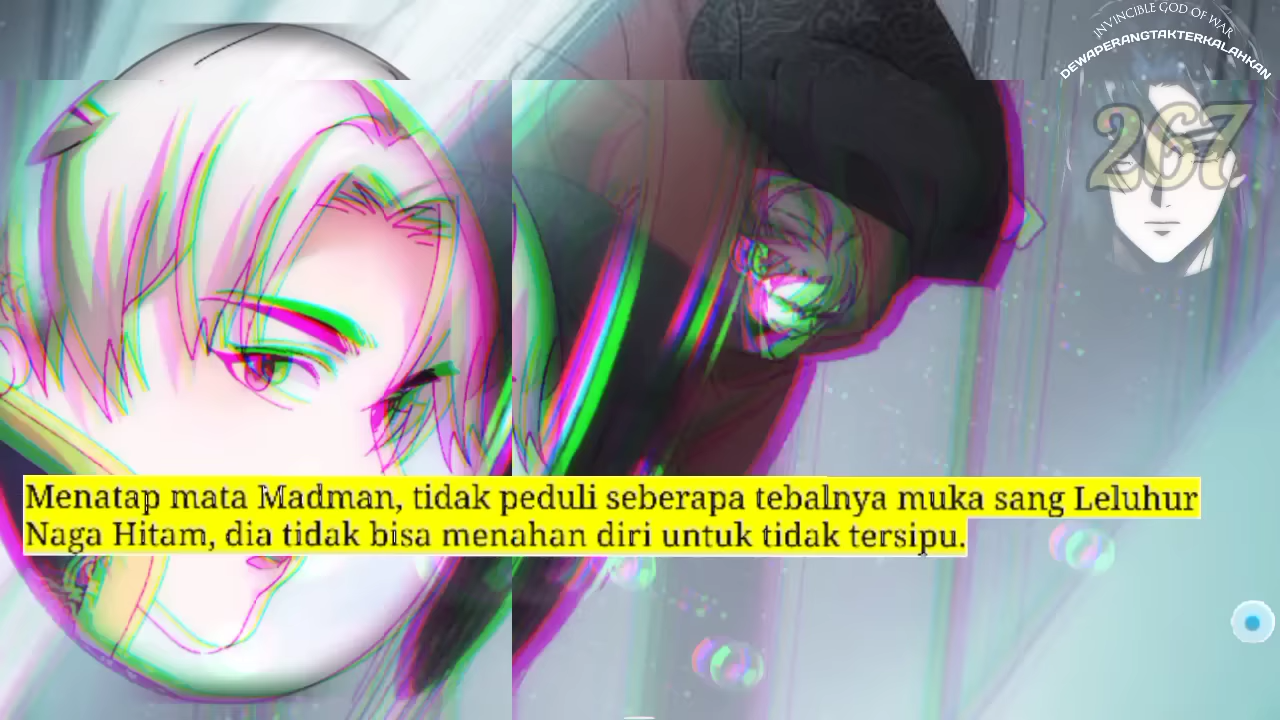 INVINCIBLE GOD OF WAR
DEWAPERANGTAKTERKALAHKAN
267
Menatap mata Madman, tidak peduli seberapa tebalnya muka sang Leluhur
Naga Hitam, dia tidak bisa menahan diri untuk tidak tersipu.